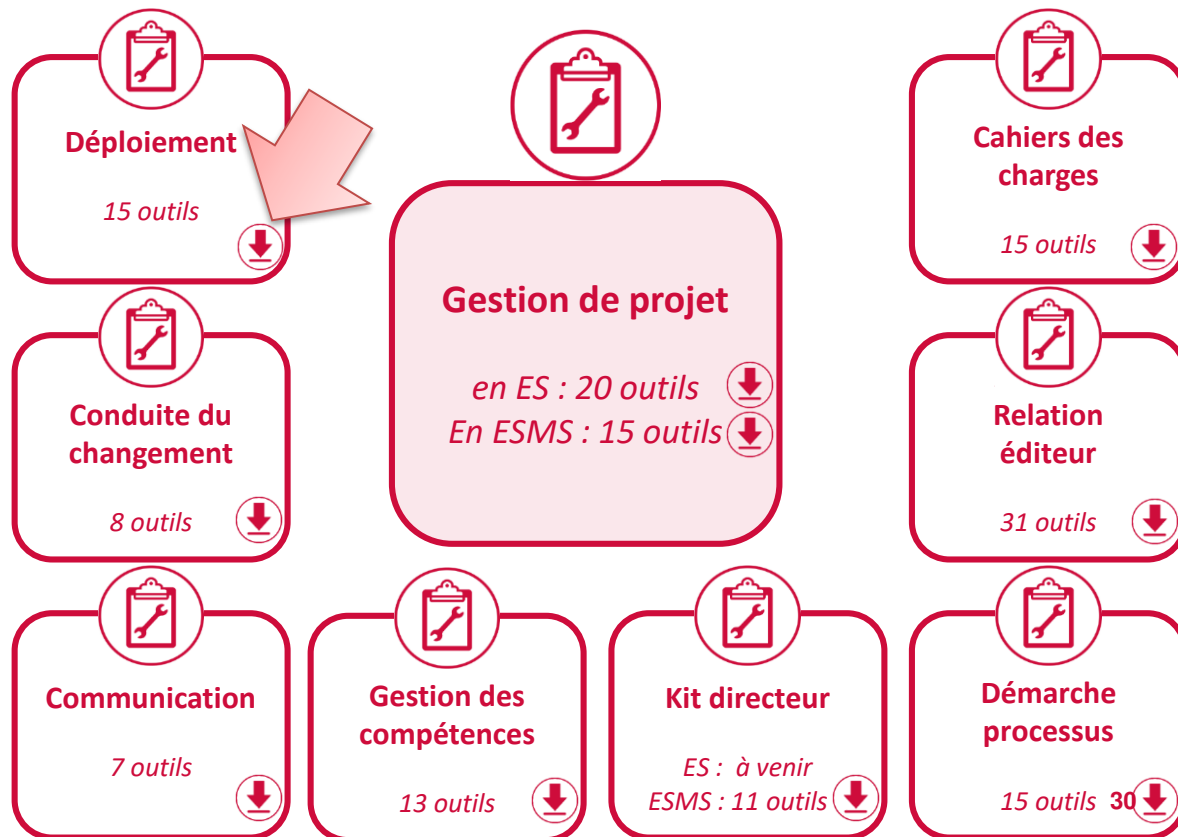 Déploiement
15 outils
Gestion de projet
en ES : 20 outils
En ESMS : 15 outils
Cahiers des
charges
15 outils
Conduite du
changement
8 outils
Relation
éditeur
31 outils
Communication
7 outils
Gestion des
compétences
13 outils
Kit directeur
ES : à venir
ESMS : 11 outils
Démarche
processus
15 outils
30